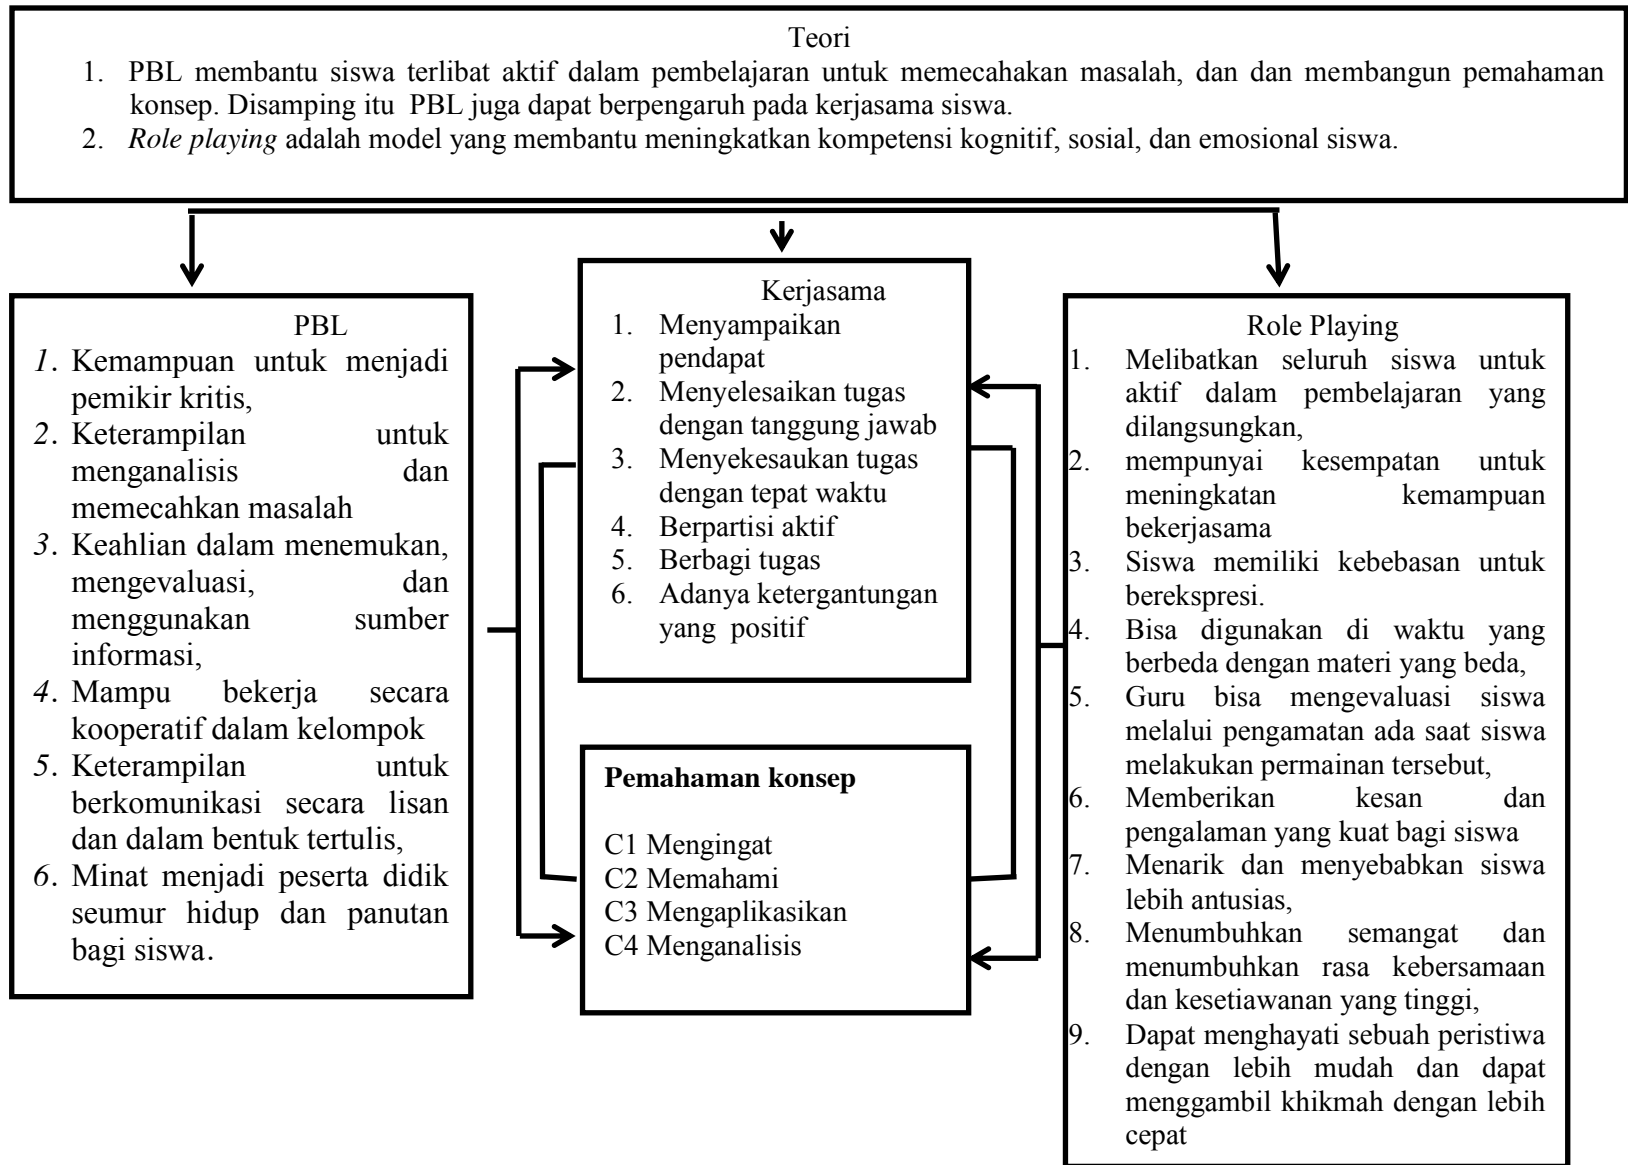 Teori
1. PBL membantu siswa terlibat aktif dalam pembelajaran untuk memecahakan masalah, dan dan membangun pemahaman
konsep. Disamping itu PBL juga dapat berpengaruh pada kerjasama siswa.
2. Role playing adalah model yang membantu meningkatkan kompetensi kognitif, sosial, dan emosional siswa.
PBL
1. Kemampuan untuk menjadi
pemikir kritis,
2. Keterampilan untuk
menganalisis dan
memecahkan masalah
3. Keahlian dalam menemukan,
mengevaluasi, dan
menggunakan sumber
informasi,
4. Mampu bekerja secara
kooperatif dalam kelompok
5. Keterampilan untuk
berkomunikasi secara lisan
dan dalam bentuk tertulis,
6. Minat menjadi peserta didik
seumur hidup dan panutan
bagi siswa.
Kerjasama
1. Menyampaikan
pendapat
2. Menyelesaikan tugas
dengan tanggung jawab
3. Menyekesaukan tugas
dengan tepat waktu
4. Berpartisi aktif
5. Berbagi tugas
6. Adanya ketergantungan
yang positif
Pemahaman konsep
C1 Mengingat
C2 Memahami
C3 Mengaplikasikan
C4 Menganalisis
Role Playing
1. Melibatkan seluruh siswa untuk
aktif dalam pembelajaran yang
dilangsungkan,
2. mempunyai kesempatan untuk
meningkatan kemampuan
bekerjasama
3. Siswa memiliki kebebasan untuk
berekspresi.
4. Bisa digunakan di waktu yang
berbeda dengan materi yang beda,
5. Guru bisa mengevaluasi siswa
melalui pengamatan ada saat siswa
melakukan permainan tersebut,
6. Memberikan kesan dan
pengalaman yang kuat bagi siswa
7. Menarik dan menyebabkan siswa
lebih antusias,
8. Menumbuhkan semangat dan
menumbuhkan rasa kebersamaan
dan kesetiawanan yang tinggi,
9. Dapat menghayati sebuah peristiwa
dengan lebih mudah dan dapat
menggambil khikmah dengan lebih
cepat